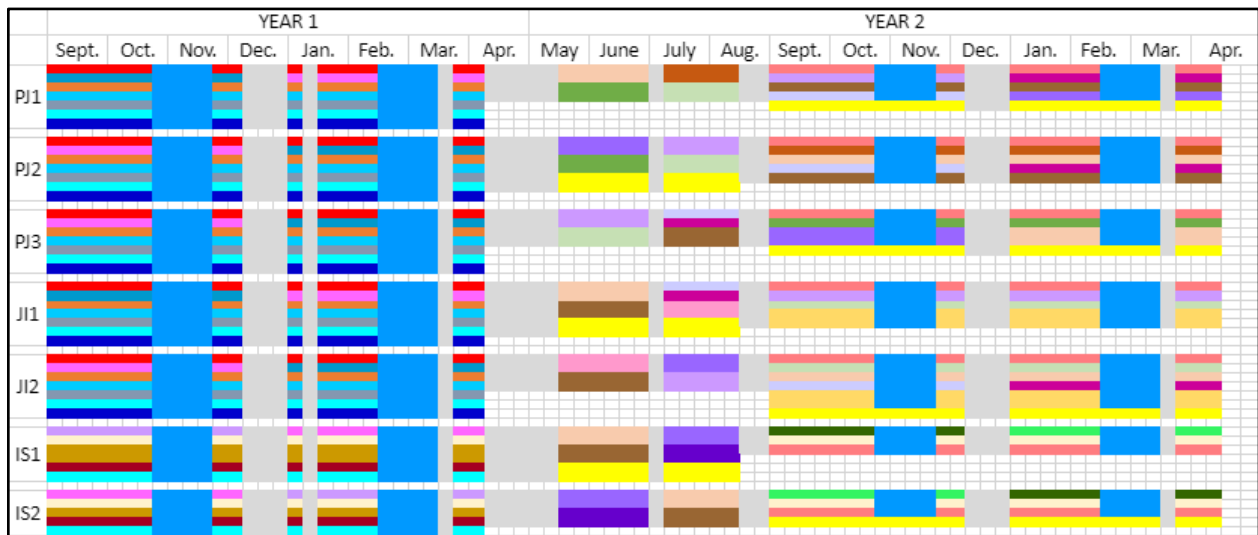 YEAR 1 YEAR 2
Sept. Oct. Nov. Dec. Jan. Feb. Mar. Apr. May June July Aug. Sept. Oct. Nov. Dec. Jan. Feb. Mar. Apr.
PJ1
PJ2
PJ3
JI1
JI2
IS1
IS2